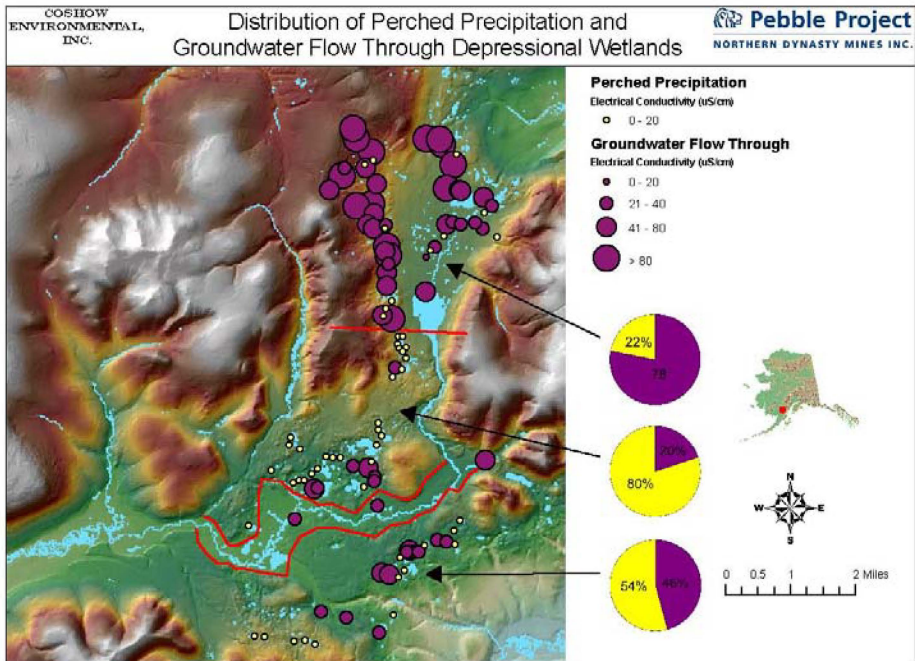 COSHOW
ENVIRONMENTAL,
INC.
Distribution of Perched Precipitation and
Groundwater Flow Through Depressional Wetlands
Pebble Project
NORTHERN DYNASTY MINES INC.
Perched Precipitation
Electrical Conductivity (uS/cm)
0 - 20
Groundwater Flow Through
Electrical Conductivity (uS/cm)
0 - 20
21 - 40
41 - 80
> 80
22%
78
20%
80%
54%
46%
N
W E
S
0 0.5 1 2 Miles